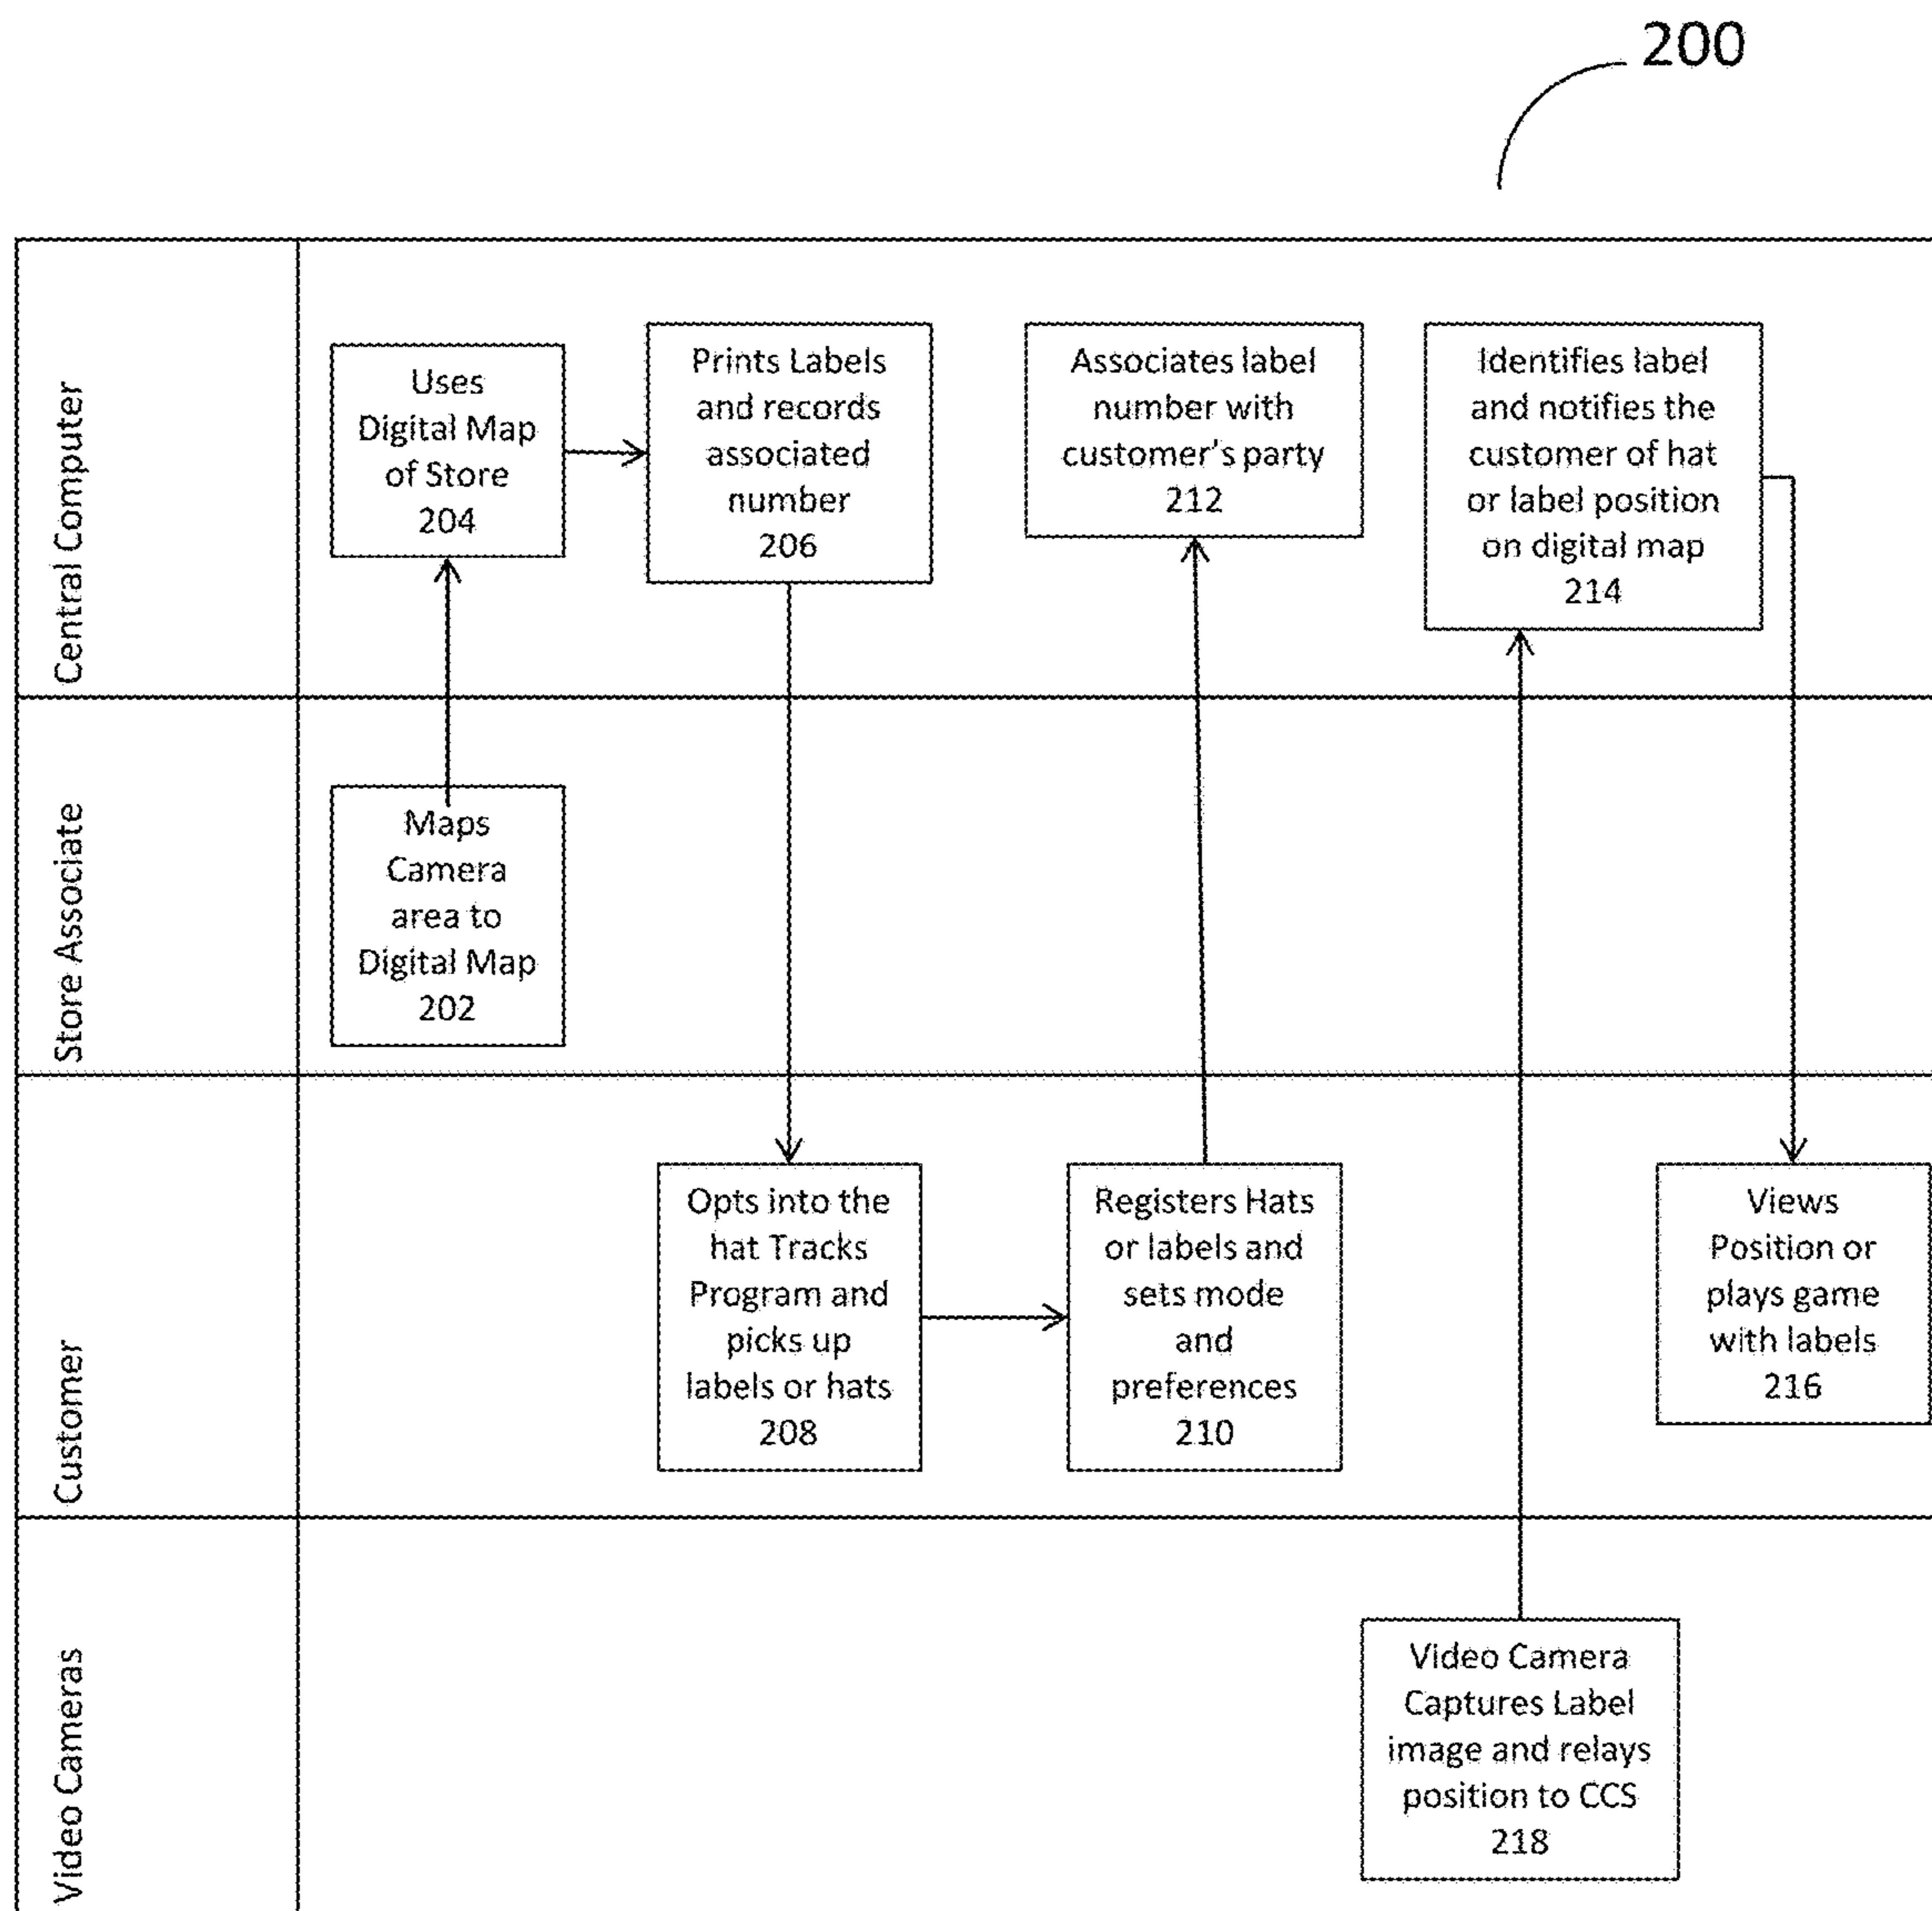 200
Central Computer
Uses
Digital Map
of Store
204
Prints Labels
and records
associated
number
206
Associates label
number with
customer's party
212
Identifies label
and notifies the
customer of hat
or label position
on digital map
214
Store Associate
Maps
Camera
area to
Digital Map
202
Customer
Opts into the
hat Tracks
Program and
picks up
labels or hats
208
Registers Hats
or labels and
sets mode
and
preferences
210
Views
Position or
plays game
with labels
216
Video Cameras
Video Camera
Captures Label
image and relays
position to CCS
218